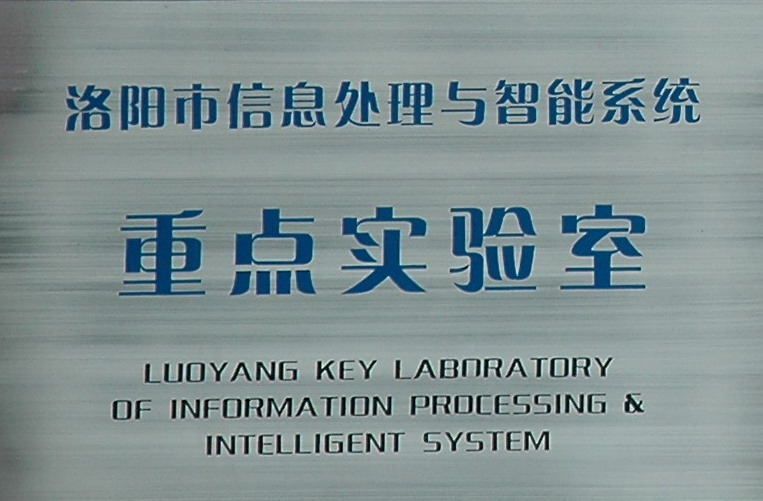 洛阳市信息处理与智能系统
重点实验室
LUOYANG KEY LABORATORY
OF INFORMATION PROCESSING &
INTELLIGENT SYSTEM